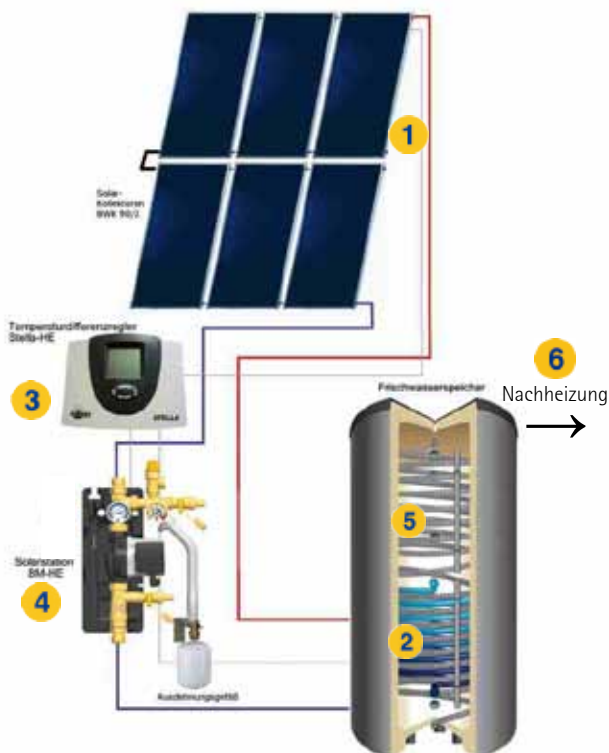 1
Solar-
kollektoren
BWK 90/2
Temperaturdifferenzregler
Stella-HE
3
STELLA
6
Nachheizung
Frischwasserspeicher
5
Solarstation
BM-HE
4
2
Ausdehnungsgefäß